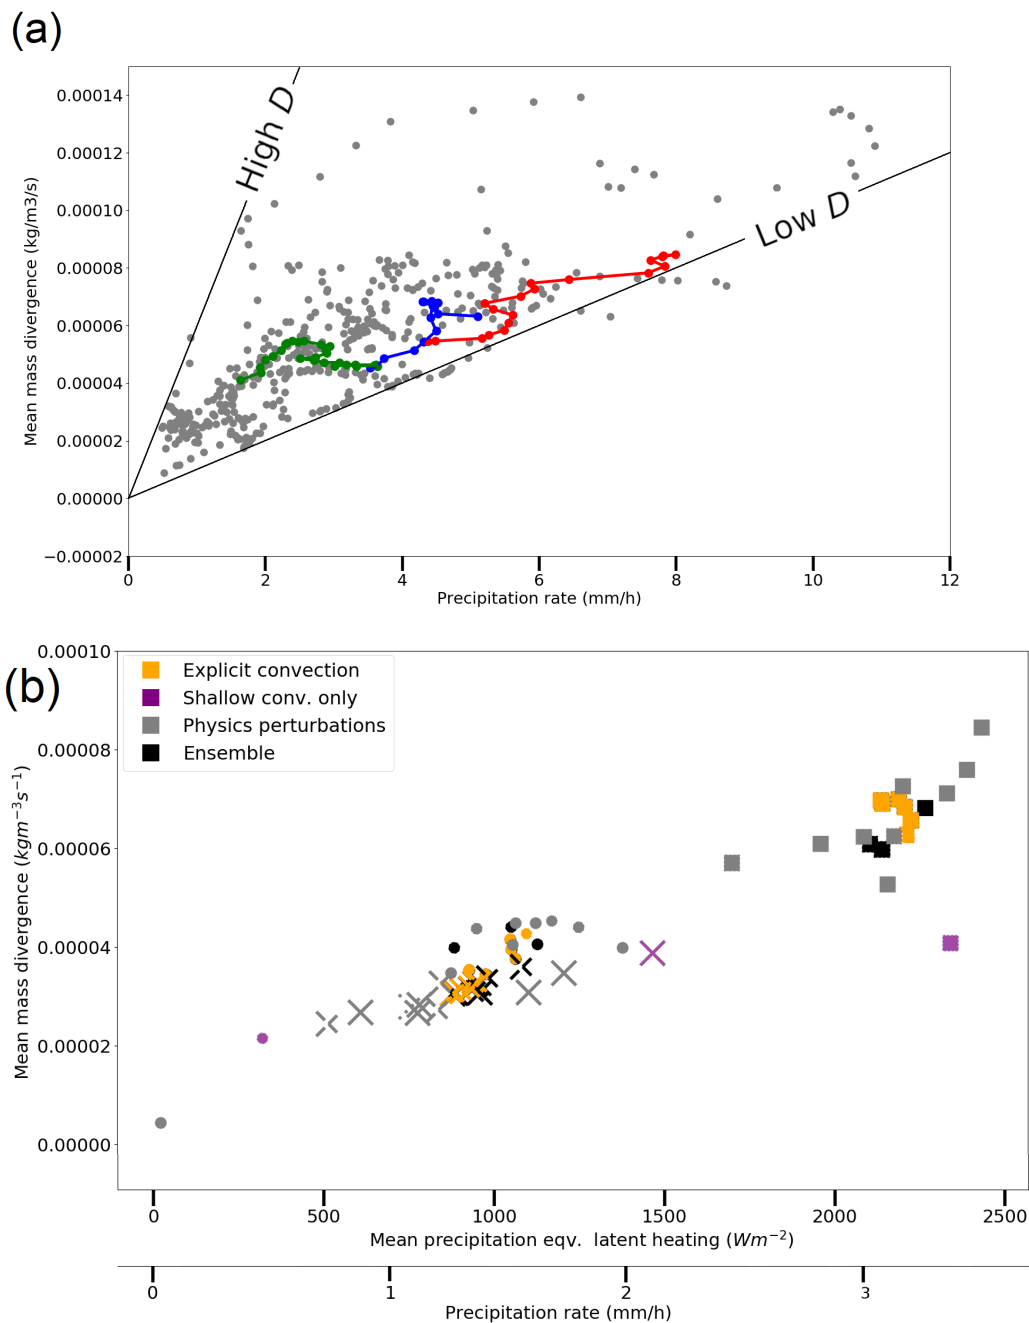 (a)
0.00014
0.00012
0.00010
0.00008
0.00006
0.00004
0.00002
0.00000
−0.00002
Mean mass divergence (kg/m3/s)
High D
Low D
0 2 4 6 8 10 12
Precipitation rate (mm/h)
(b)
Explicit convection
Shallow conv. only
Physics perturbations
Ensemble
0.00010
0.00008
0.00006
0.00004
0.00002
0.00000
Mean mass divergence (kgm⁻³s⁻¹)
0 500 1000 1500 2000 2500
Mean precipitation eqv. latent heating (Wm⁻²)
0 1 2 3
Precipitation rate (mm/h)